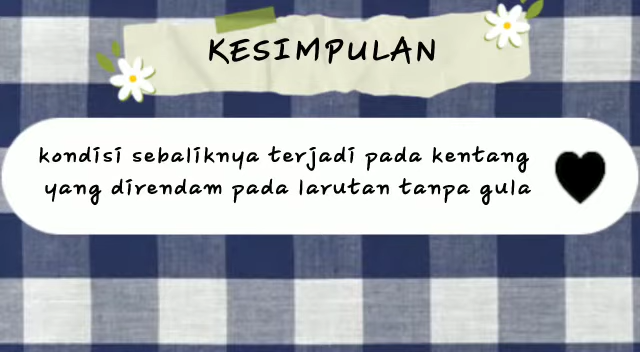 KESIMPULAN
kondisi sebaliknya terjadi pada kentang
yang direndam pada larutan tanpa gula